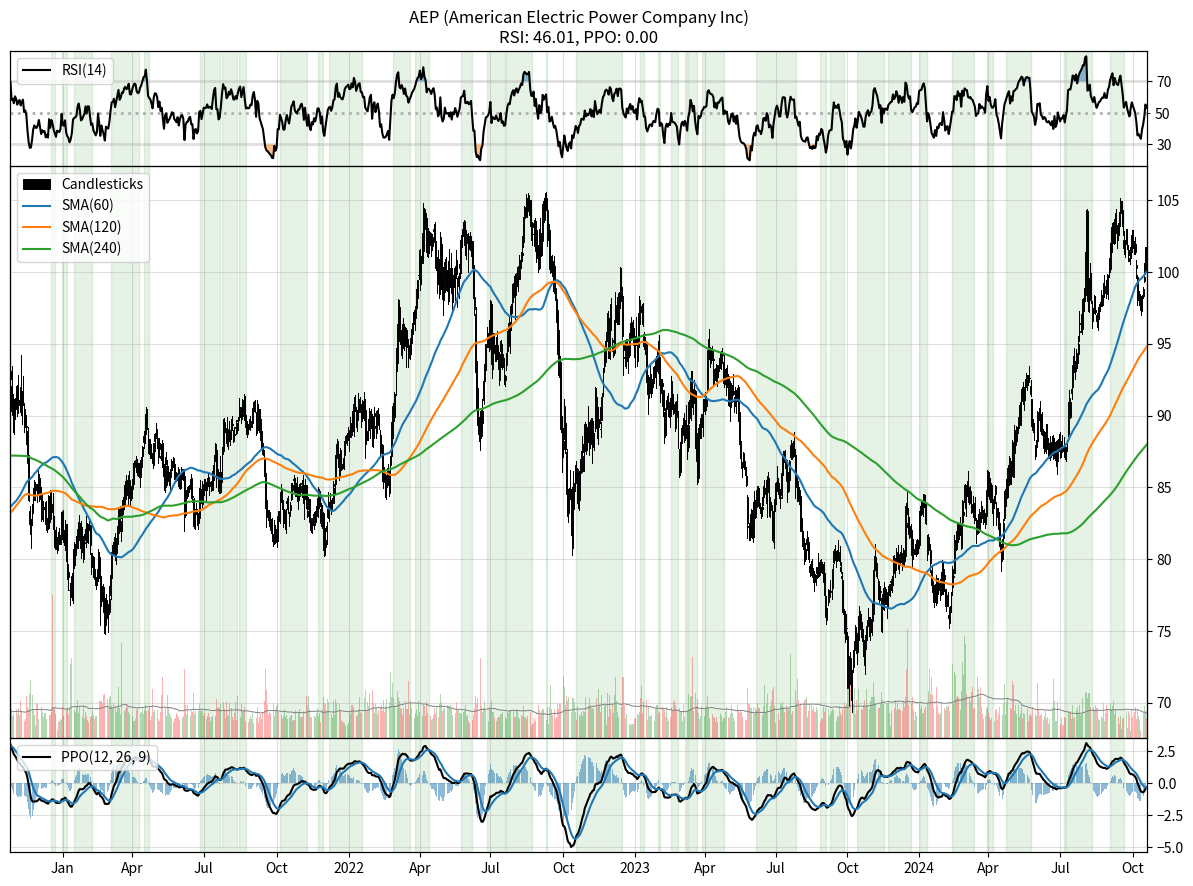 AEP (American Electric Power Company Inc)
RSI: 46.01, PPO: 0.00
RSI(14)
70
50
30
Candlesticks
SMA(60)
SMA(120)
SMA(240)
105
100
95
90
85
80
75
70
PPO(12, 26, 9)
2.5
0.0
−2.5
−5.0
Jan Apr Jul Oct 2022 Apr Jul Oct 2023 Apr Jul Oct 2024 Apr Jul Oct